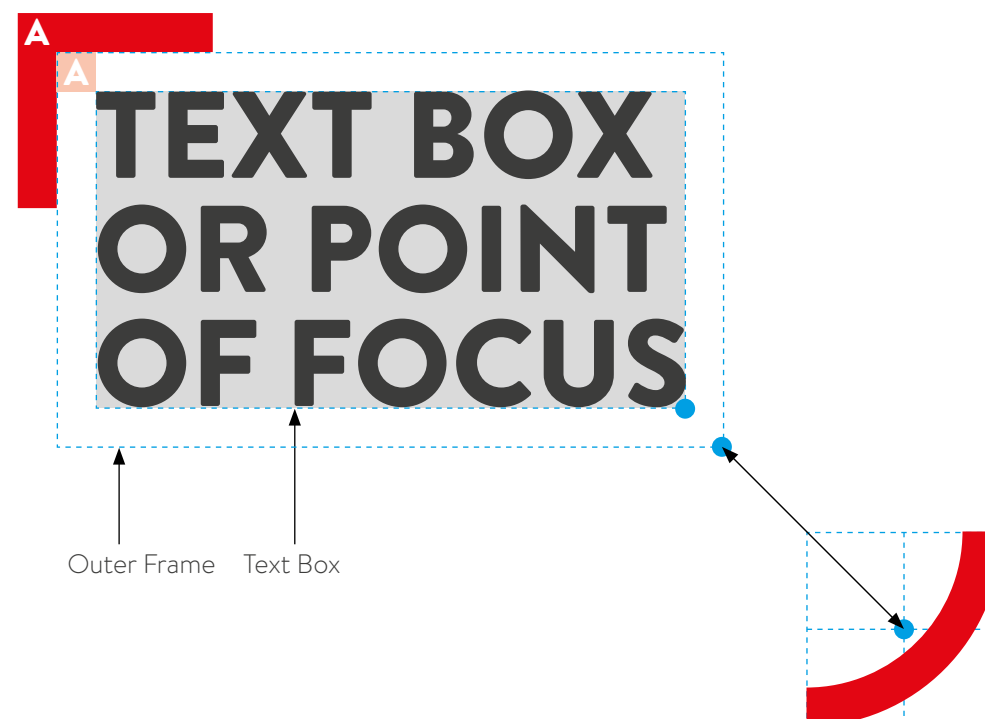 A
A
TEXT BOX
OR POINT
OF FOCUS
Outer Frame
Text Box